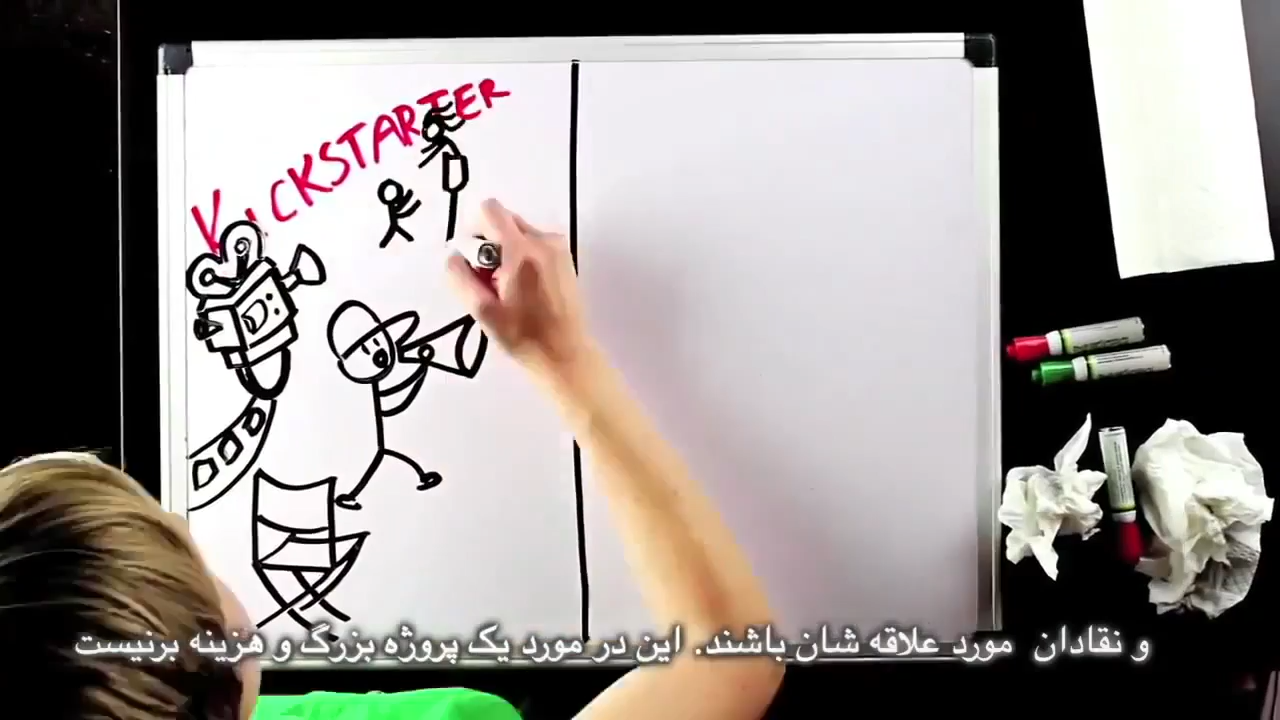 KICKSTARTER
و نقادان مورد علاقه شان باشند. این در مورد یک پروژه بزرگ و هزینه برنیست